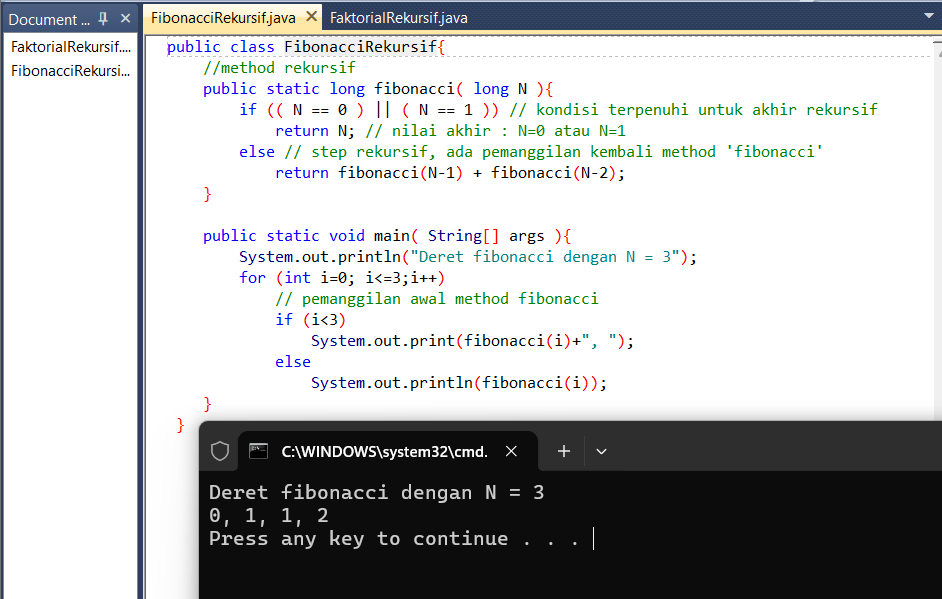 Document ...
FaktorialRekursif....
FibonacciRekursi...
FibonacciRekursif.java FaktorialRekursif.java
public class FibonacciRekursif{
//method rekursif
public static long fibonacci( long N ){
if (( N == 0 ) || ( N == 1 )) // kondisi terpenuhi untuk akhir rekursif
return N; // nilai akhir : N=0 atau N=1
else // step rekursif, ada pemanggilan kembali method 'fibonacci'
return fibonacci(N-1) + fibonacci(N-2);
}
public static void main( String[] args ){
System.out.println("Deret fibonacci dengan N = 3");
for (int i=0; i<=3;i++)
// pemanggilan awal method fibonacci
if (i<3)
System.out.print(fibonacci(i)+", ");
else
System.out.println(fibonacci(i));
}
}
C:\WINDOWS\system32\cmd.
Deret fibonacci dengan N = 3
0, 1, 1, 2
Press any key to continue . . .